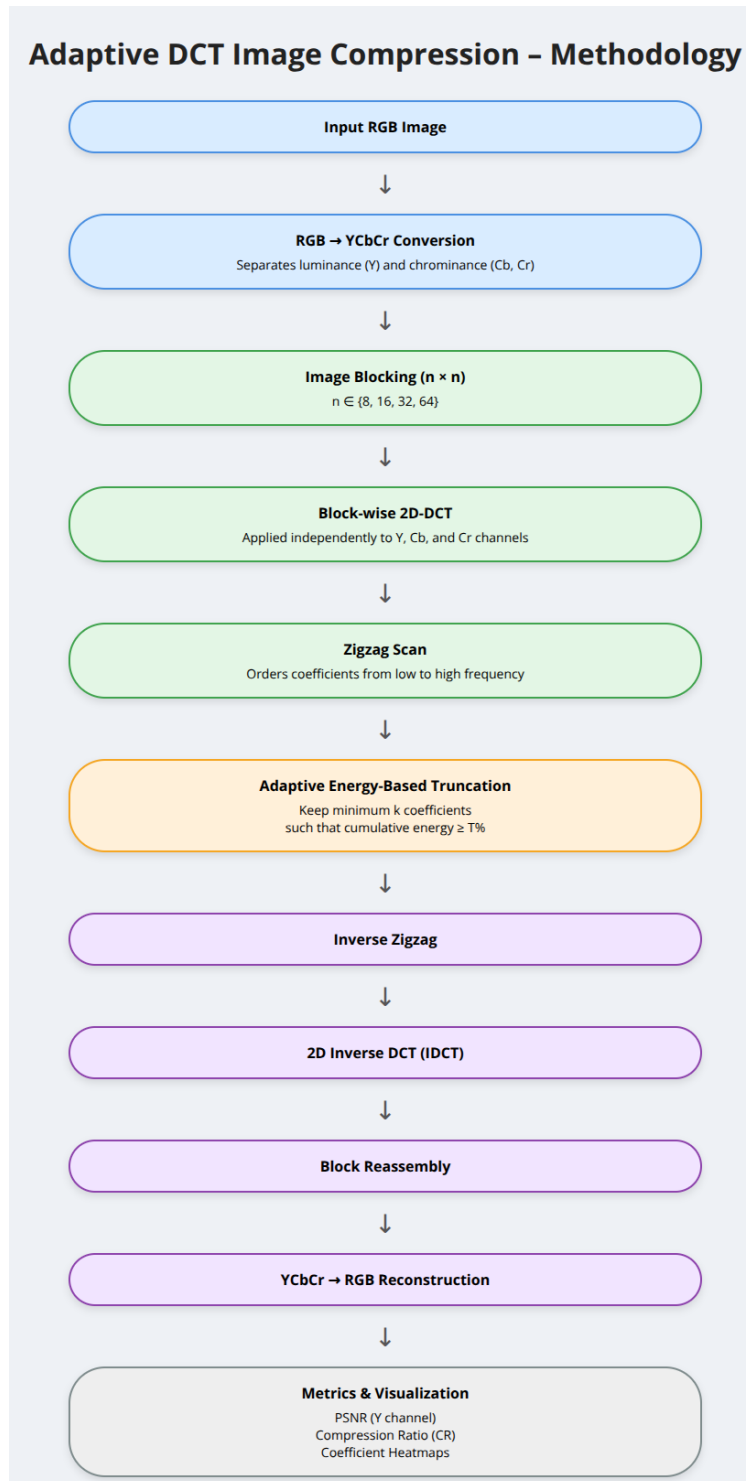 Adaptive DCT Image Compression – Methodology
Input RGB Image
↓
RGB → YCbCr Conversion
Separates luminance (Y) and chrominance (Cb, Cr)
↓
Image Blocking (n × n)
n ∈ {8, 16, 32, 64}
↓
Block-wise 2D-DCT
Applied independently to Y, Cb, and Cr channels
↓
Zigzag Scan
Orders coefficients from low to high frequency
↓
Adaptive Energy-Based Truncation
Keep minimum k coefficients
such that cumulative energy ≥ T%
↓
Inverse Zigzag
↓
2D Inverse DCT (IDCT)
↓
Block Reassembly
↓
YCbCr → RGB Reconstruction
↓
Metrics & Visualization
PSNR (Y channel)
Compression Ratio (CR)
Coefficient Heatmaps